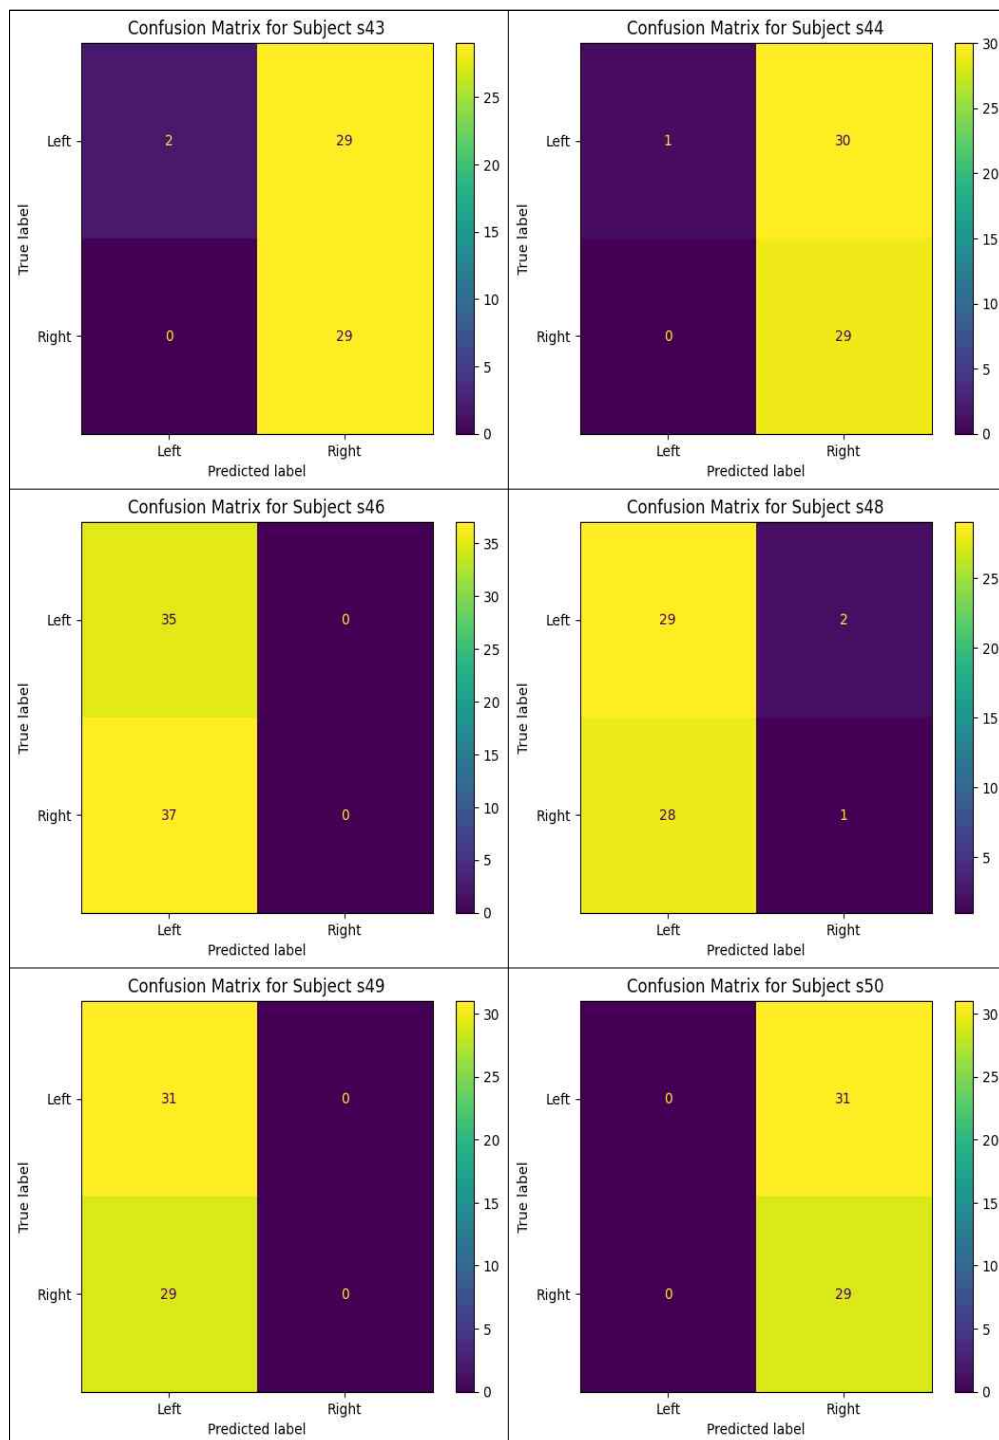 Confusion Matrix for Subject s43
True label
Left
2
29
Right
0
29
Left
Right
Predicted label
25
20
15
10
5
0
Confusion Matrix for Subject s44
True label
Left
1
30
Right
0
29
Left
Right
Predicted label
30
25
20
15
10
5
0
Confusion Matrix for Subject s46
True label
Left
35
0
Right
37
0
Left
Right
Predicted label
35
30
25
20
15
10
5
0
Confusion Matrix for Subject s48
True label
Left
29
2
Right
28
1
Left
Right
Predicted label
25
20
15
10
5
Confusion Matrix for Subject s49
True label
Left
31
0
Right
29
0
Left
Right
Predicted label
30
25
20
15
10
5
0
Confusion Matrix for Subject s50
True label
Left
0
31
Right
0
29
Left
Right
Predicted label
30
25
20
15
10
5
0